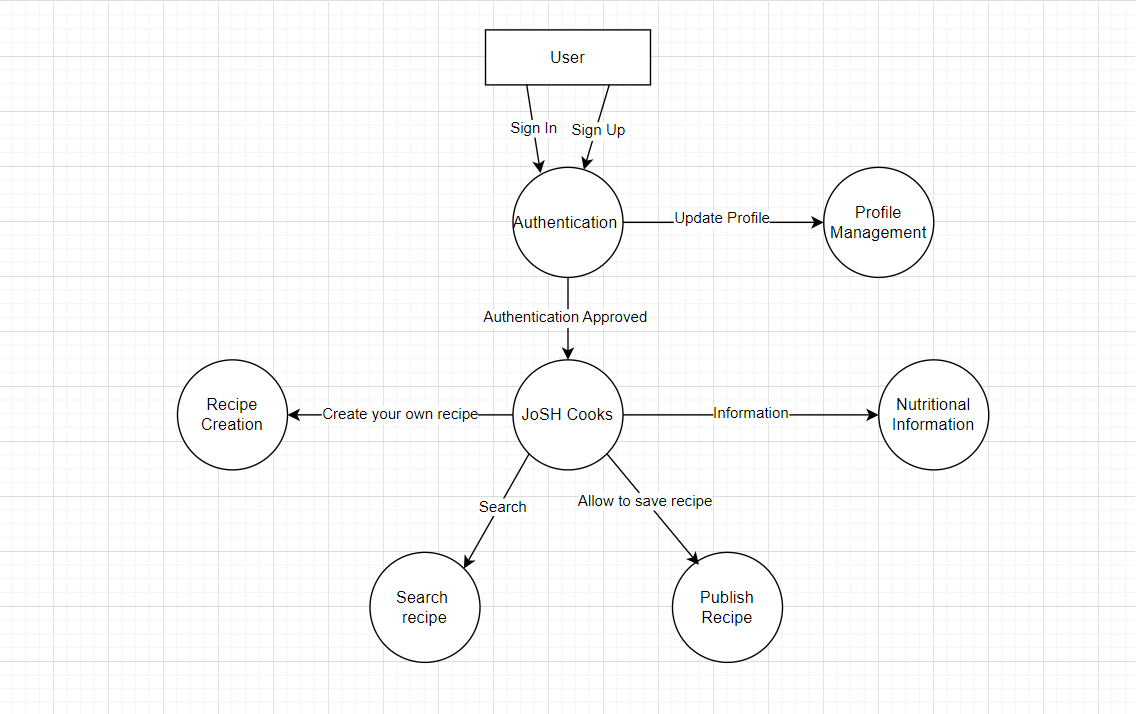 User
Sign In
Sign Up
Authentication
Update Profile
Profile
Management
Authentication Approved
Recipe
Creation
Create your own recipe
JoSH Cooks
Information
Nutritional
Information
Search
Allow to save recipe
Search
recipe
Publish
Recipe